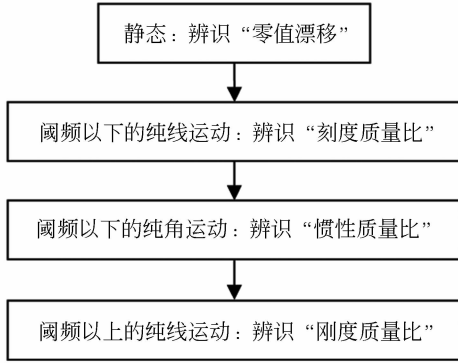 静态：辨识“零值漂移”
阈频以下的纯线运动：辨识“刻度质量比”
阈频以下的纯角运动：辨识“惯性质量比”
阈频以上的纯线运动：辨识“刚度质量比”